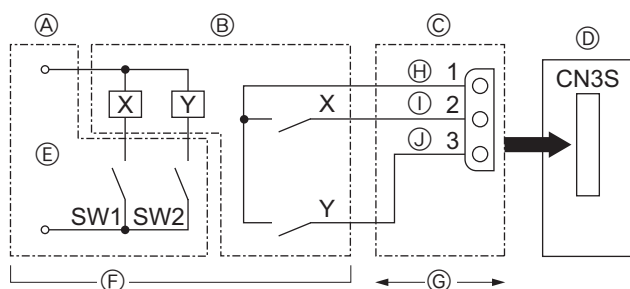 Ⓐ Ⓑ Ⓒ Ⓓ
Ⓗ 1 CN3S
X Y X Ⓘ 2
Ⓔ Ⓙ 3
SW1 SW2 Y
Ⓕ Ⓖ